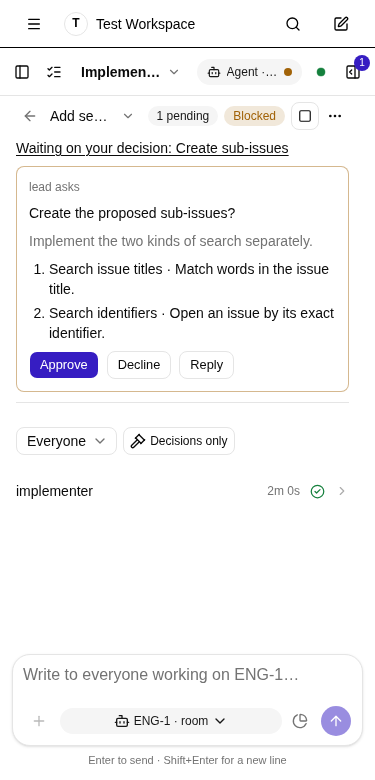 T Test Workspace
Implemen... Agent ·... 1
Add se... 1 pending Blocked
Waiting on your decision: Create sub-issues
lead asks
Create the proposed sub-issues?
Implement the two kinds of search separately.
1. Search issue titles · Match words in the issue
title.
2. Search identifiers · Open an issue by its exact
identifier.
Approve Decline Reply
Everyone Decisions only
implementer 2m 0s
Write to everyone working on ENG-1...
ENG-1 · room
Enter to send · Shift+Enter for a new line